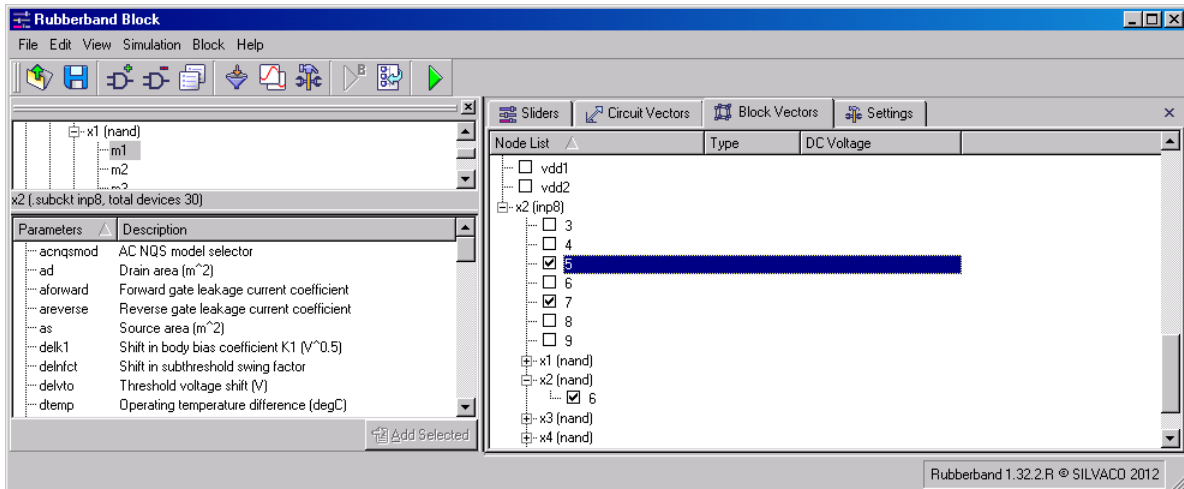 Rubberband Block
File Edit View Simulation Block Help
B
x1 (nand)
m1
m2
x2 (.subckt inp8, total devices 30)
Parameters Description
acnqsmod AC NQS model selector
ad Drain area (m^2)
aforward Forward gate leakage current coefficient
areverse Reverse gate leakage current coefficient
as Source area (m^2)
delk1 Shift in body bias coefficient K1 (V^0.5)
delnfct Shift in subthreshold swing factor
delvto Threshold voltage shift (V)
dtemp Operating temperature difference (degC)
Add Selected
Sliders Circuit Vectors Block Vectors Settings
Node List Type DC Voltage
vdd1
vdd2
x2 (inp8)
3
4
5
6
7
8
9
x1 (nand)
x2 (nand)
6
x3 (nand)
x4 (nand)
Rubberband 1.32.2.R © SILVACO 2012